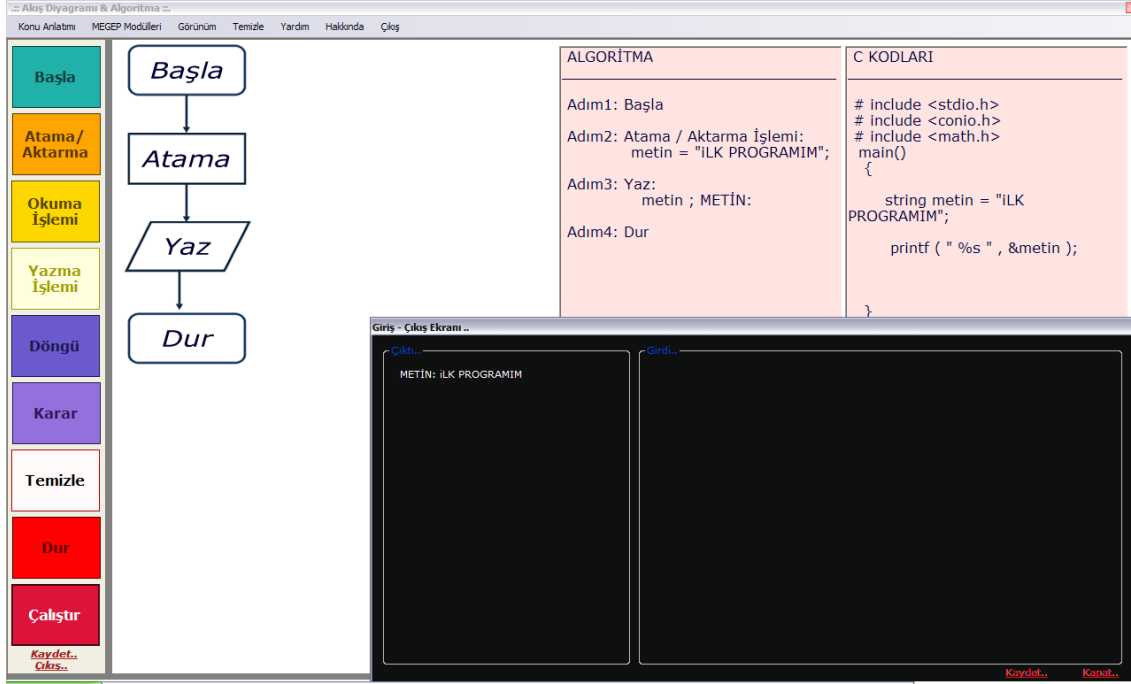 .:: Akış Diyagramı & Algoritma ::.
Konu Anlatımı MEGEP Modülleri Görünüm Temizle Yardım Hakkında Çıkış
Başla
Atama/
Aktarma
Okuma
İşlemi
Yazma
İşlemi
Döngü
Karar
Temizle
Dur
Çalıştır
Kaydet..
Çıkış..
Başla
Atama
Yaz
Dur
ALGORİTMA
Adım1: Başla
Adım2: Atama / Aktarma İşlemi:
metin = "iLK PROGRAMIM";
Adım3: Yaz:
metin ; METİN:
Adım4: Dur
C KODLARI
# include <stdio.h>
# include <conio.h>
# include <math.h>
main()
{
string metin = "iLK
PROGRAMIM";
printf ( " %s " , &metin );
}
Giriş - Çıkış Ekranı ..
Çıktı..
METİN: iLK PROGRAMIM
Girdi..
Kaydet.. Kapat..